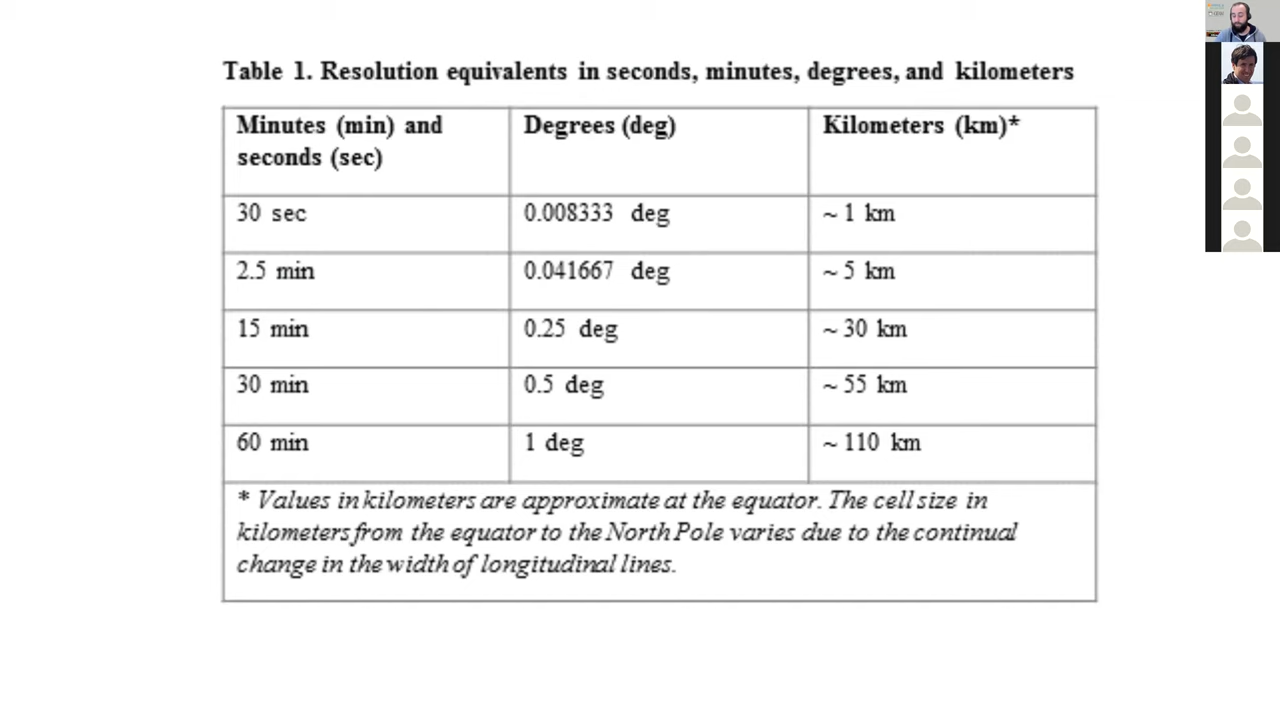 Table 1. Resolution equivalents in seconds, minutes, degrees, and kilometers
Minutes (min) and seconds (sec)
Degrees (deg)
Kilometers (km)*
30 sec
0.008333 deg
~ 1 km
2.5 min
0.041667 deg
~ 5 km
15 min
0.25 deg
~ 30 km
30 min
0.5 deg
~ 55 km
60 min
1 deg
~ 110 km
* Values in kilometers are approximate at the equator. The cell size in
kilometers from the equator to the North Pole varies due to the continual
change in the width of longitudinal lines.